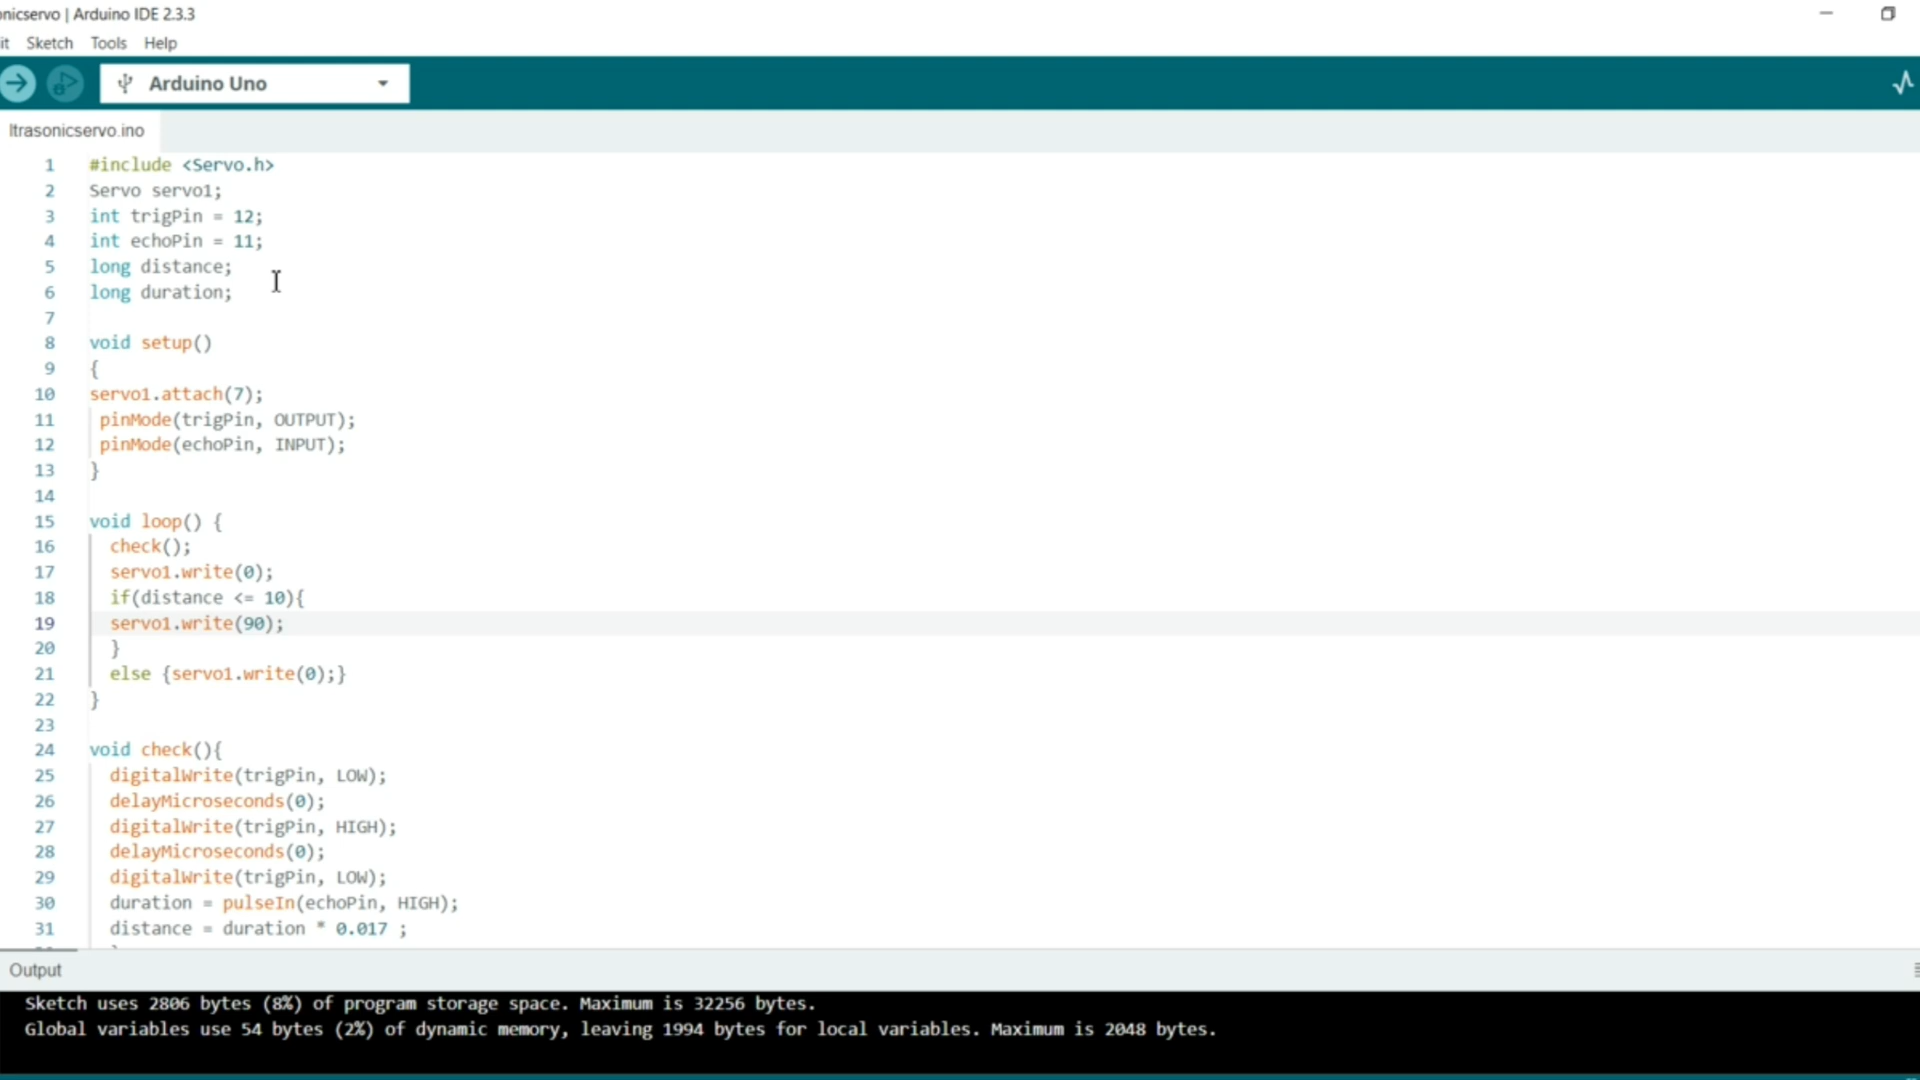 onicservo | Arduino IDE 2.3.3
it Sketch Tools Help
Arduino Uno
ltrasonicservo.ino
1 #include <Servo.h>
2 Servo servo1;
3 int trigPin = 12;
4 int echoPin = 11;
5 long distance;
6 long duration;
7
8 void setup()
9 {
10 servo1.attach(7);
11 pinMode(trigPin, OUTPUT);
12 pinMode(echoPin, INPUT);
13 }
14
15 void loop() {
16 check();
17 servo1.write(0);
18 if(distance <= 10){
19 servo1.write(90);
20 }
21 else {servo1.write(0);}
22 }
23
24 void check(){
25 digitalWrite(trigPin, LOW);
26 delayMicroseconds(0);
27 digitalWrite(trigPin, HIGH);
28 delayMicroseconds(0);
29 digitalWrite(trigPin, LOW);
30 duration = pulseIn(echoPin, HIGH);
31 distance = duration * 0.017 ;
Output
Sketch uses 2806 bytes (8%) of program storage space. Maximum is 32256 bytes.
Global variables use 54 bytes (2%) of dynamic memory, leaving 1994 bytes for local variables. Maximum is 2048 bytes.